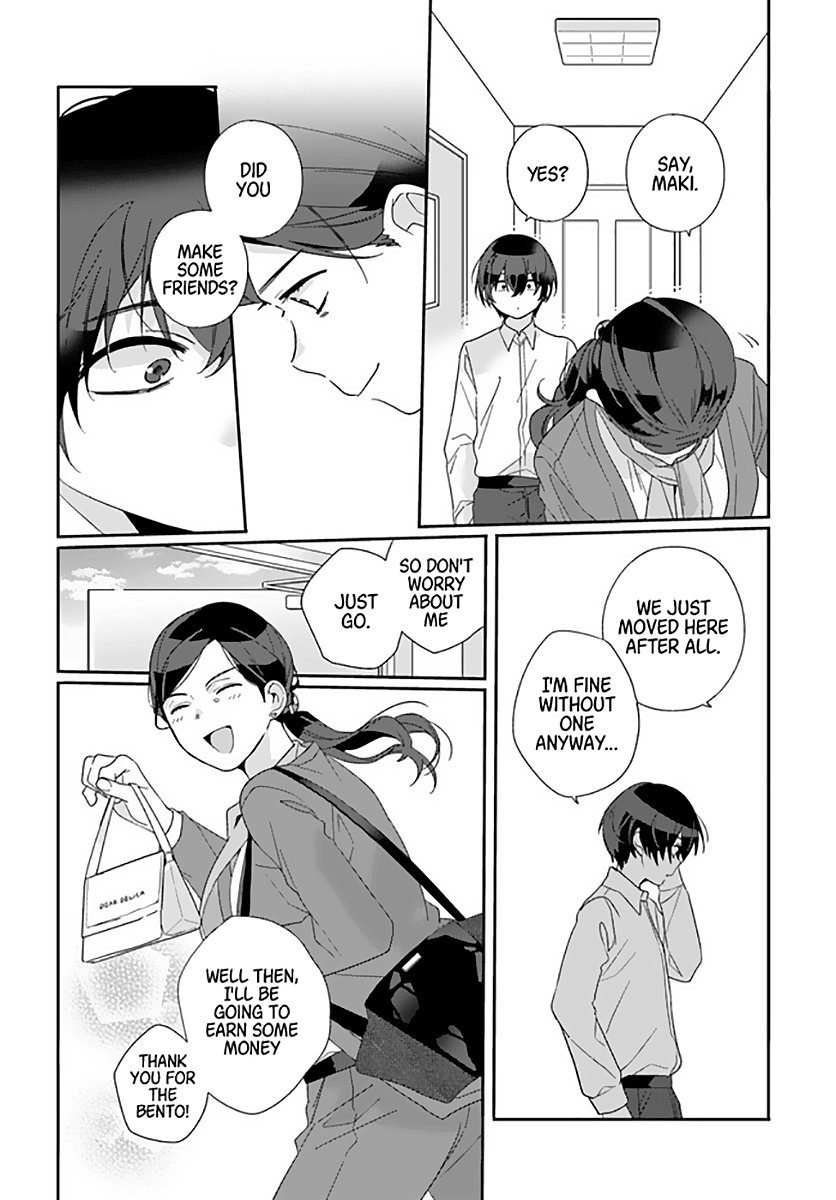 SAY,
MAKI.
YES?
DID
YOU
MAKE
SOME
FRIENDS?
WE JUST
MOVED HERE
AFTER ALL.
I'M FINE
WITHOUT
ONE
ANYWAY...
SO DON'T
WORRY
ABOUT
ME
JUST
GO.
DEAR DELICA
WELL THEN,
I'LL BE
GOING TO
EARN SOME
MONEY
THANK
YOU FOR
THE
BENTO!